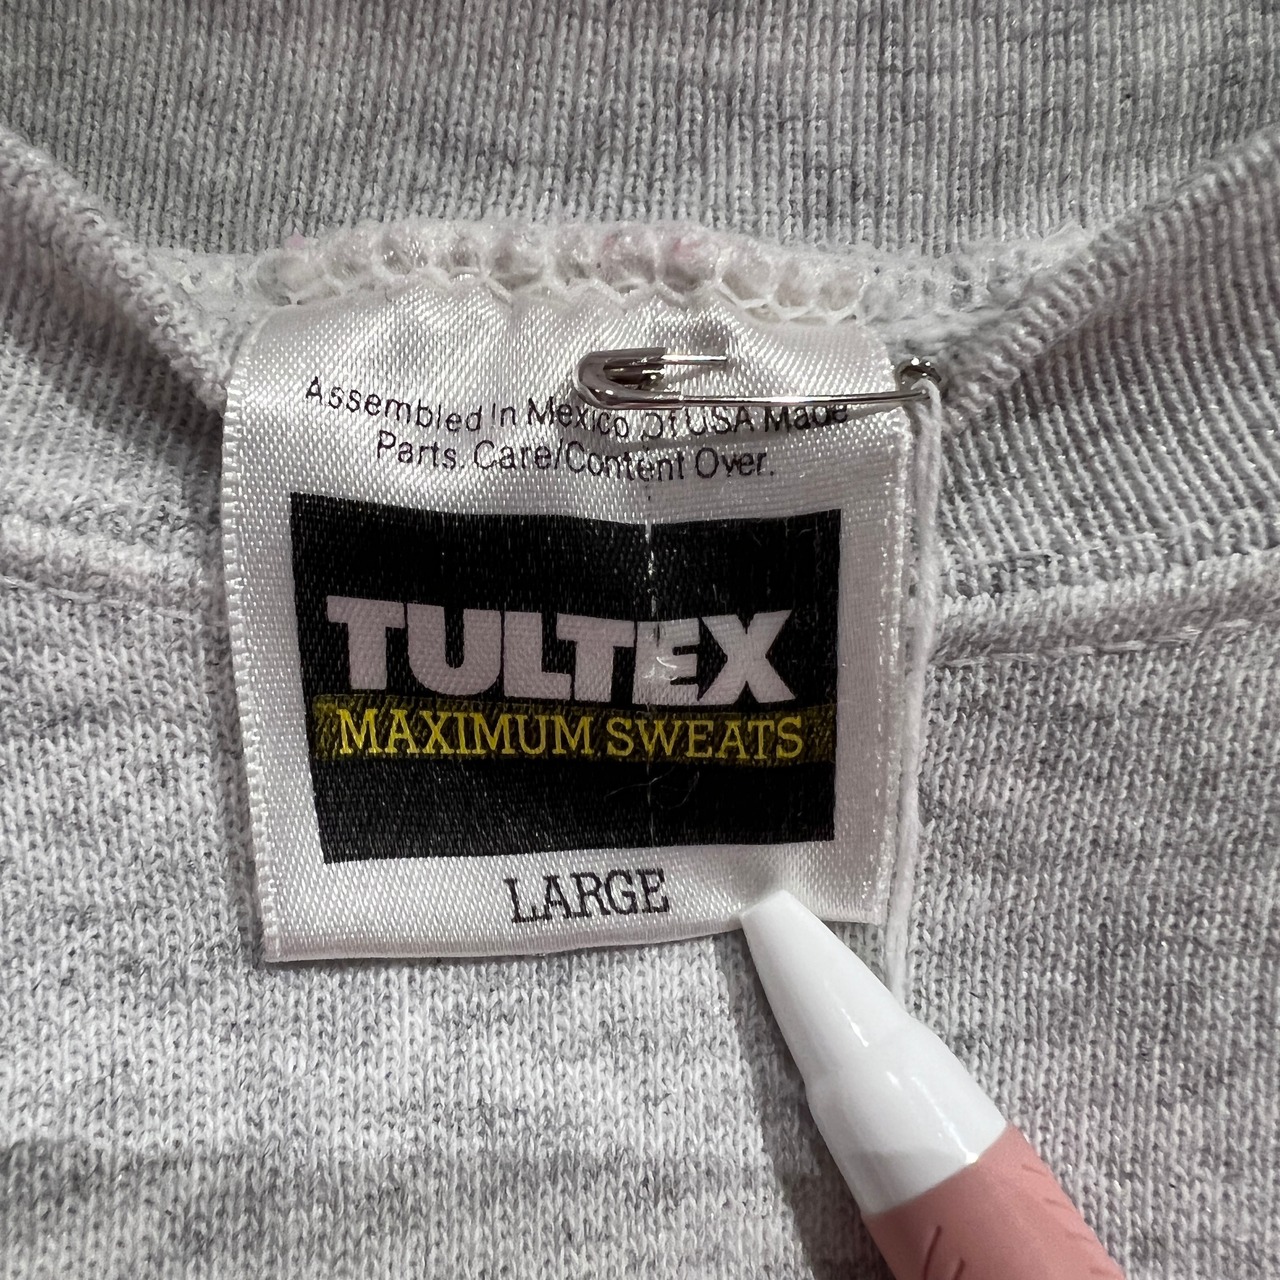 Assembled In Mexico Of USA Made
Parts. Care/Content Over.
TULTEX
MAXIMUM SWEATS
LARGE